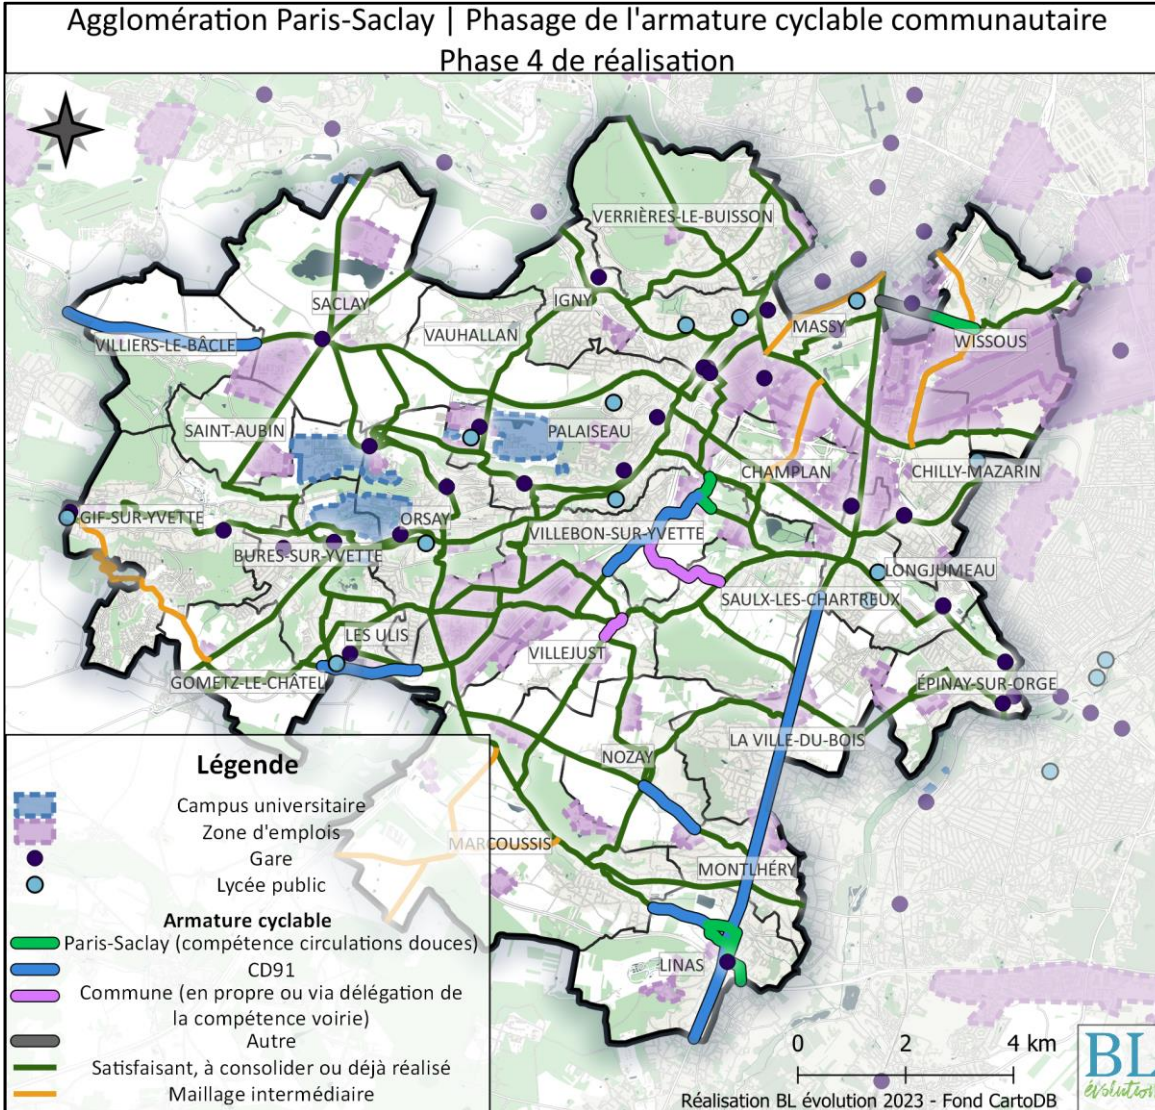 Agglomération Paris-Saclay | Phasage de l'armature cyclable communautaire
Phase 4 de réalisation
VERRIÈRES-LE-BUISSON
IGNY
SACLAY
MASSY
VAUHALLAN
WISSOUS
VILLIERS-LE-BÂCLE
SAINT-AUBIN
PALAISEAU
CHAMPLAN
CHILLY-MAZARIN
GIF-SUR-YVETTE
ORSAY
VILLEBON-SUR-YVETTE
BURES-SUR-YVETTE
LONGJUMEAU
SAULX-LES-CHARTREUX
LES ULIS
VILLEJUST
GOMETZ-LE-CHÂTEL
ÉPINAY-SUR-ORGE
LA VILLE-DU-BOIS
NOZAY
MARCOUSSIS
MONTLHÉRY
LINAS
Légende
Campus universitaire
Zone d'emplois
Gare
Lycée public
Armature cyclable
Paris-Saclay (compétence circulations douces)
CD91
Commune (en propre ou via délégation de
la compétence voirie)
Autre
Satisfaisant, à consolider ou déjà réalisé
Maillage intermédiaire
0 2 4 km
Réalisation BL évolution 2023 - Fond CartoDB
BL
évolution